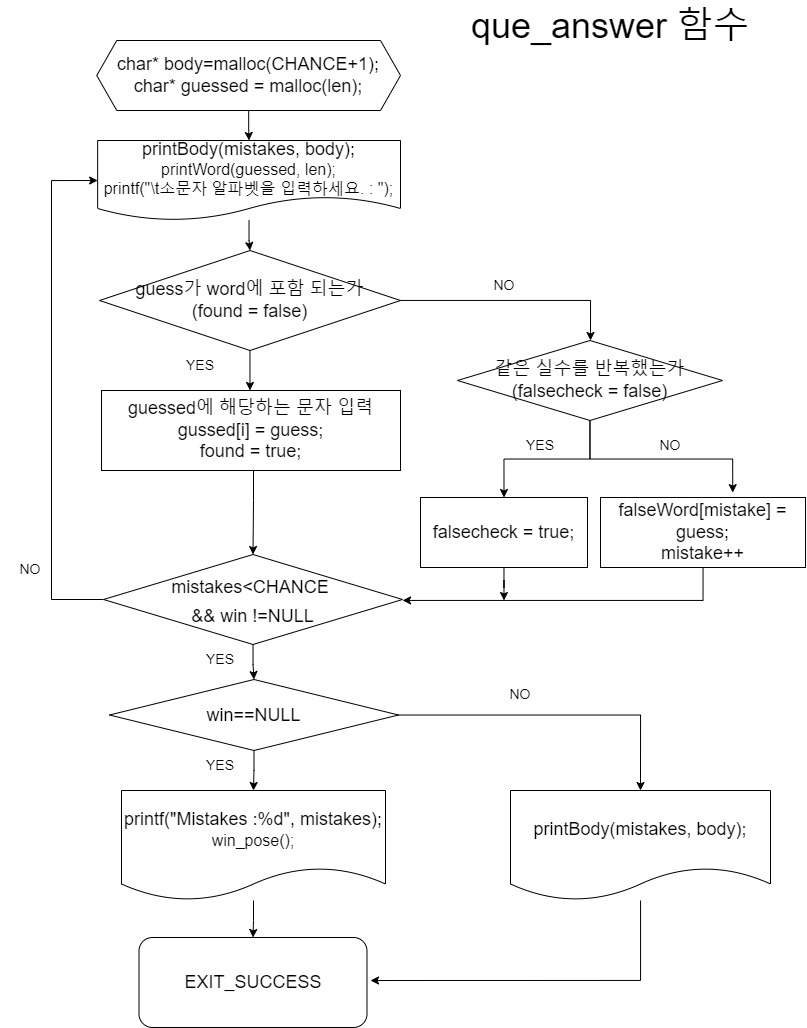 que_answer 함수
char* body=malloc(CHANCE+1);
char* guessed = malloc(len);
printBody(mistakes, body);
printWord(guessed, len);
printf("\t소문자 알파벳을 입력하세요. : ");
guess가 word에 포함 되는가
(found = false)
NO
YES
같은 실수를 반복했는가
(falsecheck = false)
guessed에 해당하는 문자 입력
gussed[i] = guess;
found = true;
YES
NO
falsecheck = true;
falseWord[mistake] =
guess;
mistake++
NO
mistakes<CHANCE
&& win !=NULL
YES
NO
win==NULL
YES
printf("Mistakes :%d", mistakes);
win_pose();
printBody(mistakes, body);
EXIT_SUCCESS